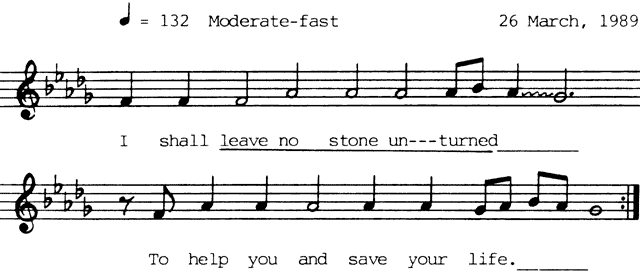 ♩ = 132 Moderate-fast 26 March, 1989
I shall leave no stone un---turned________
To help you and save your life._______